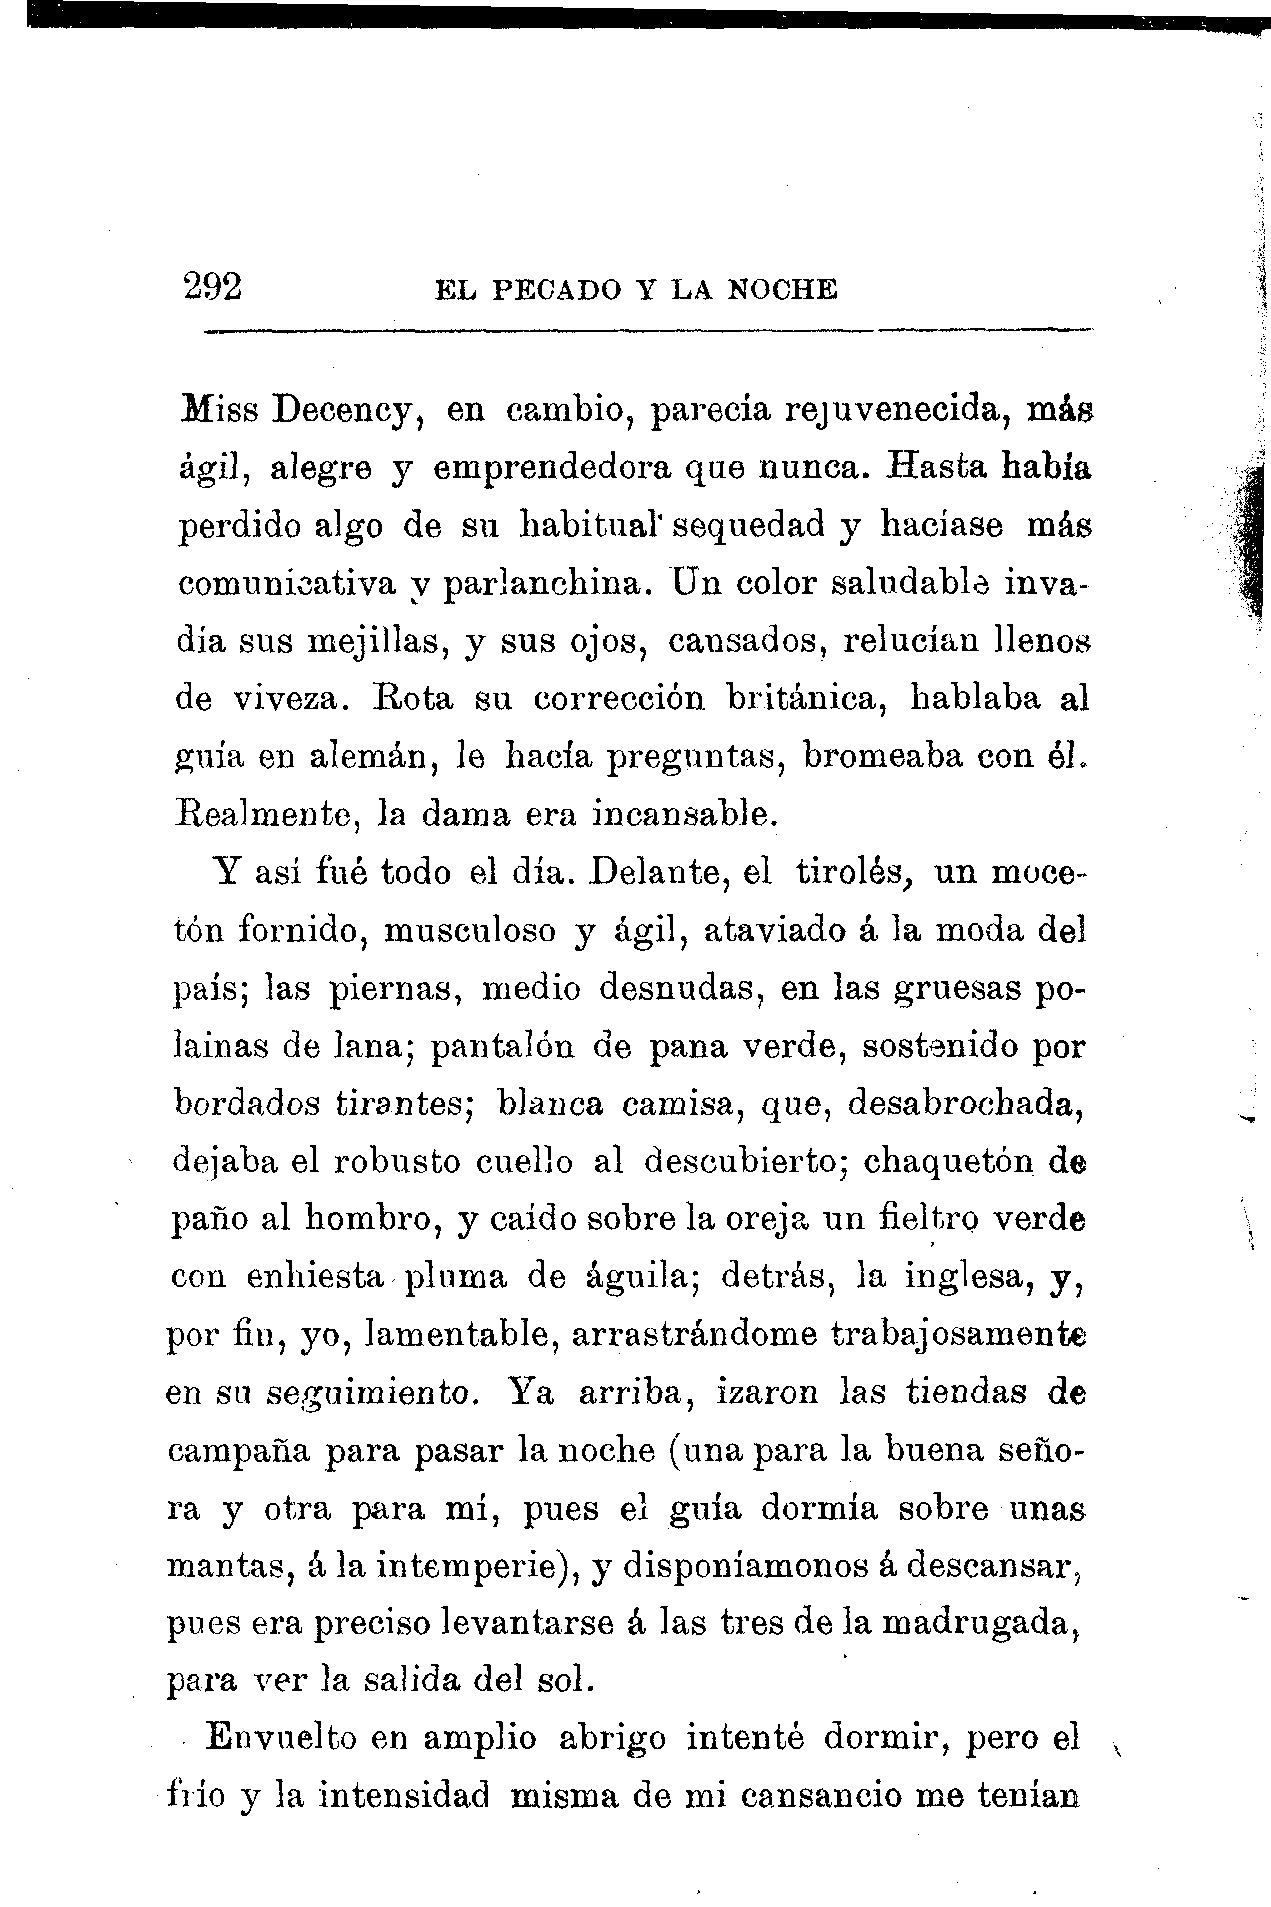 292 EL PECADO Y LA NOCHE
Miss Decency, en cambio, parecía rejuvenecida, más
ágil, alegre y emprendedora que nunca. Hasta había
perdido algo de su habitual sequedad y hacíase más
comunicativa y parlanchina. Un color saludable inva-
día sus mejillas, y sus ojos, cansados, relucían llenos
de viveza. Rota su corrección británica, hablaba al
guía en alemán, le hacía preguntas, bromeaba con él.
Realmente, la dama era incansable.
Y así fué todo el día. Delante, el tirolés, un moce-
tón fornido, musculoso y ágil, ataviado á la moda del
país; las piernas, medio desnudas, en las gruesas po-
lainas de lana; pantalón de pana verde, sostenido por
bordados tirantes; blanca camisa, que, desabrochada,
dejaba el robusto cuello al descubierto; chaquetón de
paño al hombro, y caído sobre la oreja un fieltro verde
con enhiesta pluma de águila; detrás, la inglesa, y,
por fin, yo, lamentable, arrastrándome trabajosamente
en su seguimiento. Ya arriba, izaron las tiendas de
campaña para pasar la noche (una para la buena seño-
ra y otra para mí, pues el guía dormía sobre unas
mantas, á la intemperie), y disponíamonos á descansar,
pues era preciso levantarse á las tres de la madrugada,
para ver la salida del sol.
Envuelto en amplio abrigo intenté dormir, pero el
frío y la intensidad misma de mi cansancio me tenían